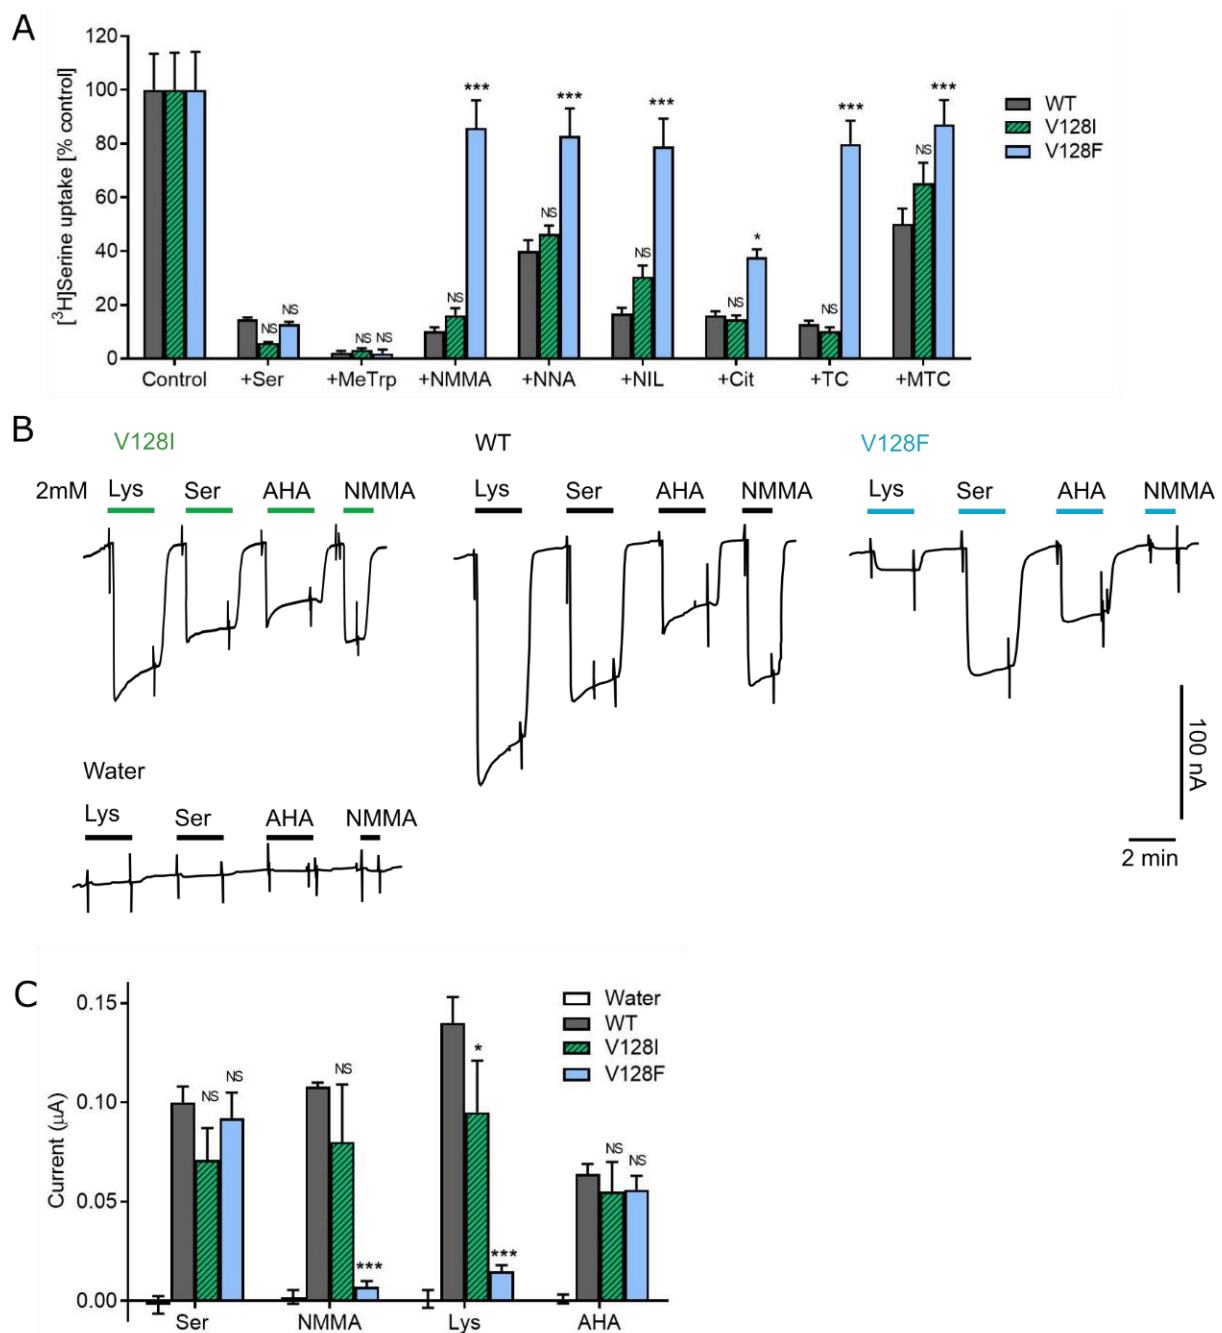 A
[³H]Serine uptake [% control]
120
100
80
60
40
20
0
*** *** *** * *** ***
NS NS NS NS NS NS NS NS NS NS
Control +Ser +MeTrp +NMMA +NNA +NIL +Cit +TC +MTC
WT
V128I
V128F
B
V128I
2mM Lys Ser AHA NMMA
WT
Lys Ser AHA NMMA
V128F
Lys Ser AHA NMMA
Water
Lys Ser AHA NMMA
100 nA
2 min
C
Current (µA)
0.15
0.10
0.05
0.00
NS NS NS *** * *** NS NS
Ser NMMA Lys AHA
Water
WT
V128I
V128F